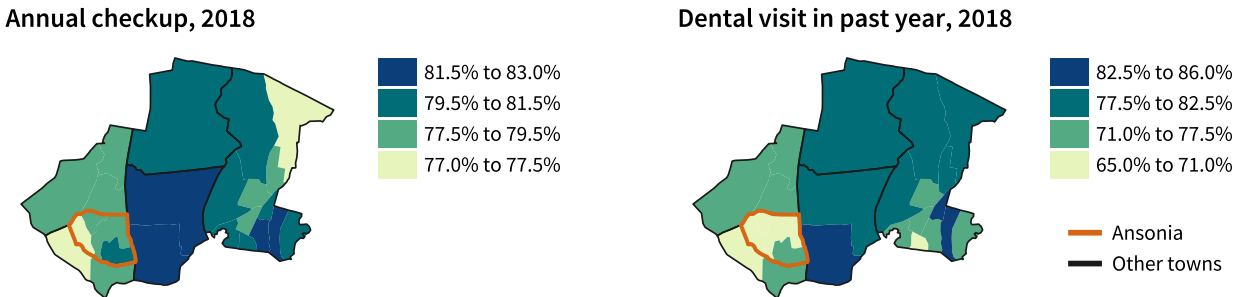 Annual checkup, 2018
81.5% to 83.0%
79.5% to 81.5%
77.5% to 79.5%
77.0% to 77.5%
Dental visit in past year, 2018
82.5% to 86.0%
77.5% to 82.5%
71.0% to 77.5%
65.0% to 71.0%
Ansonia
Other towns